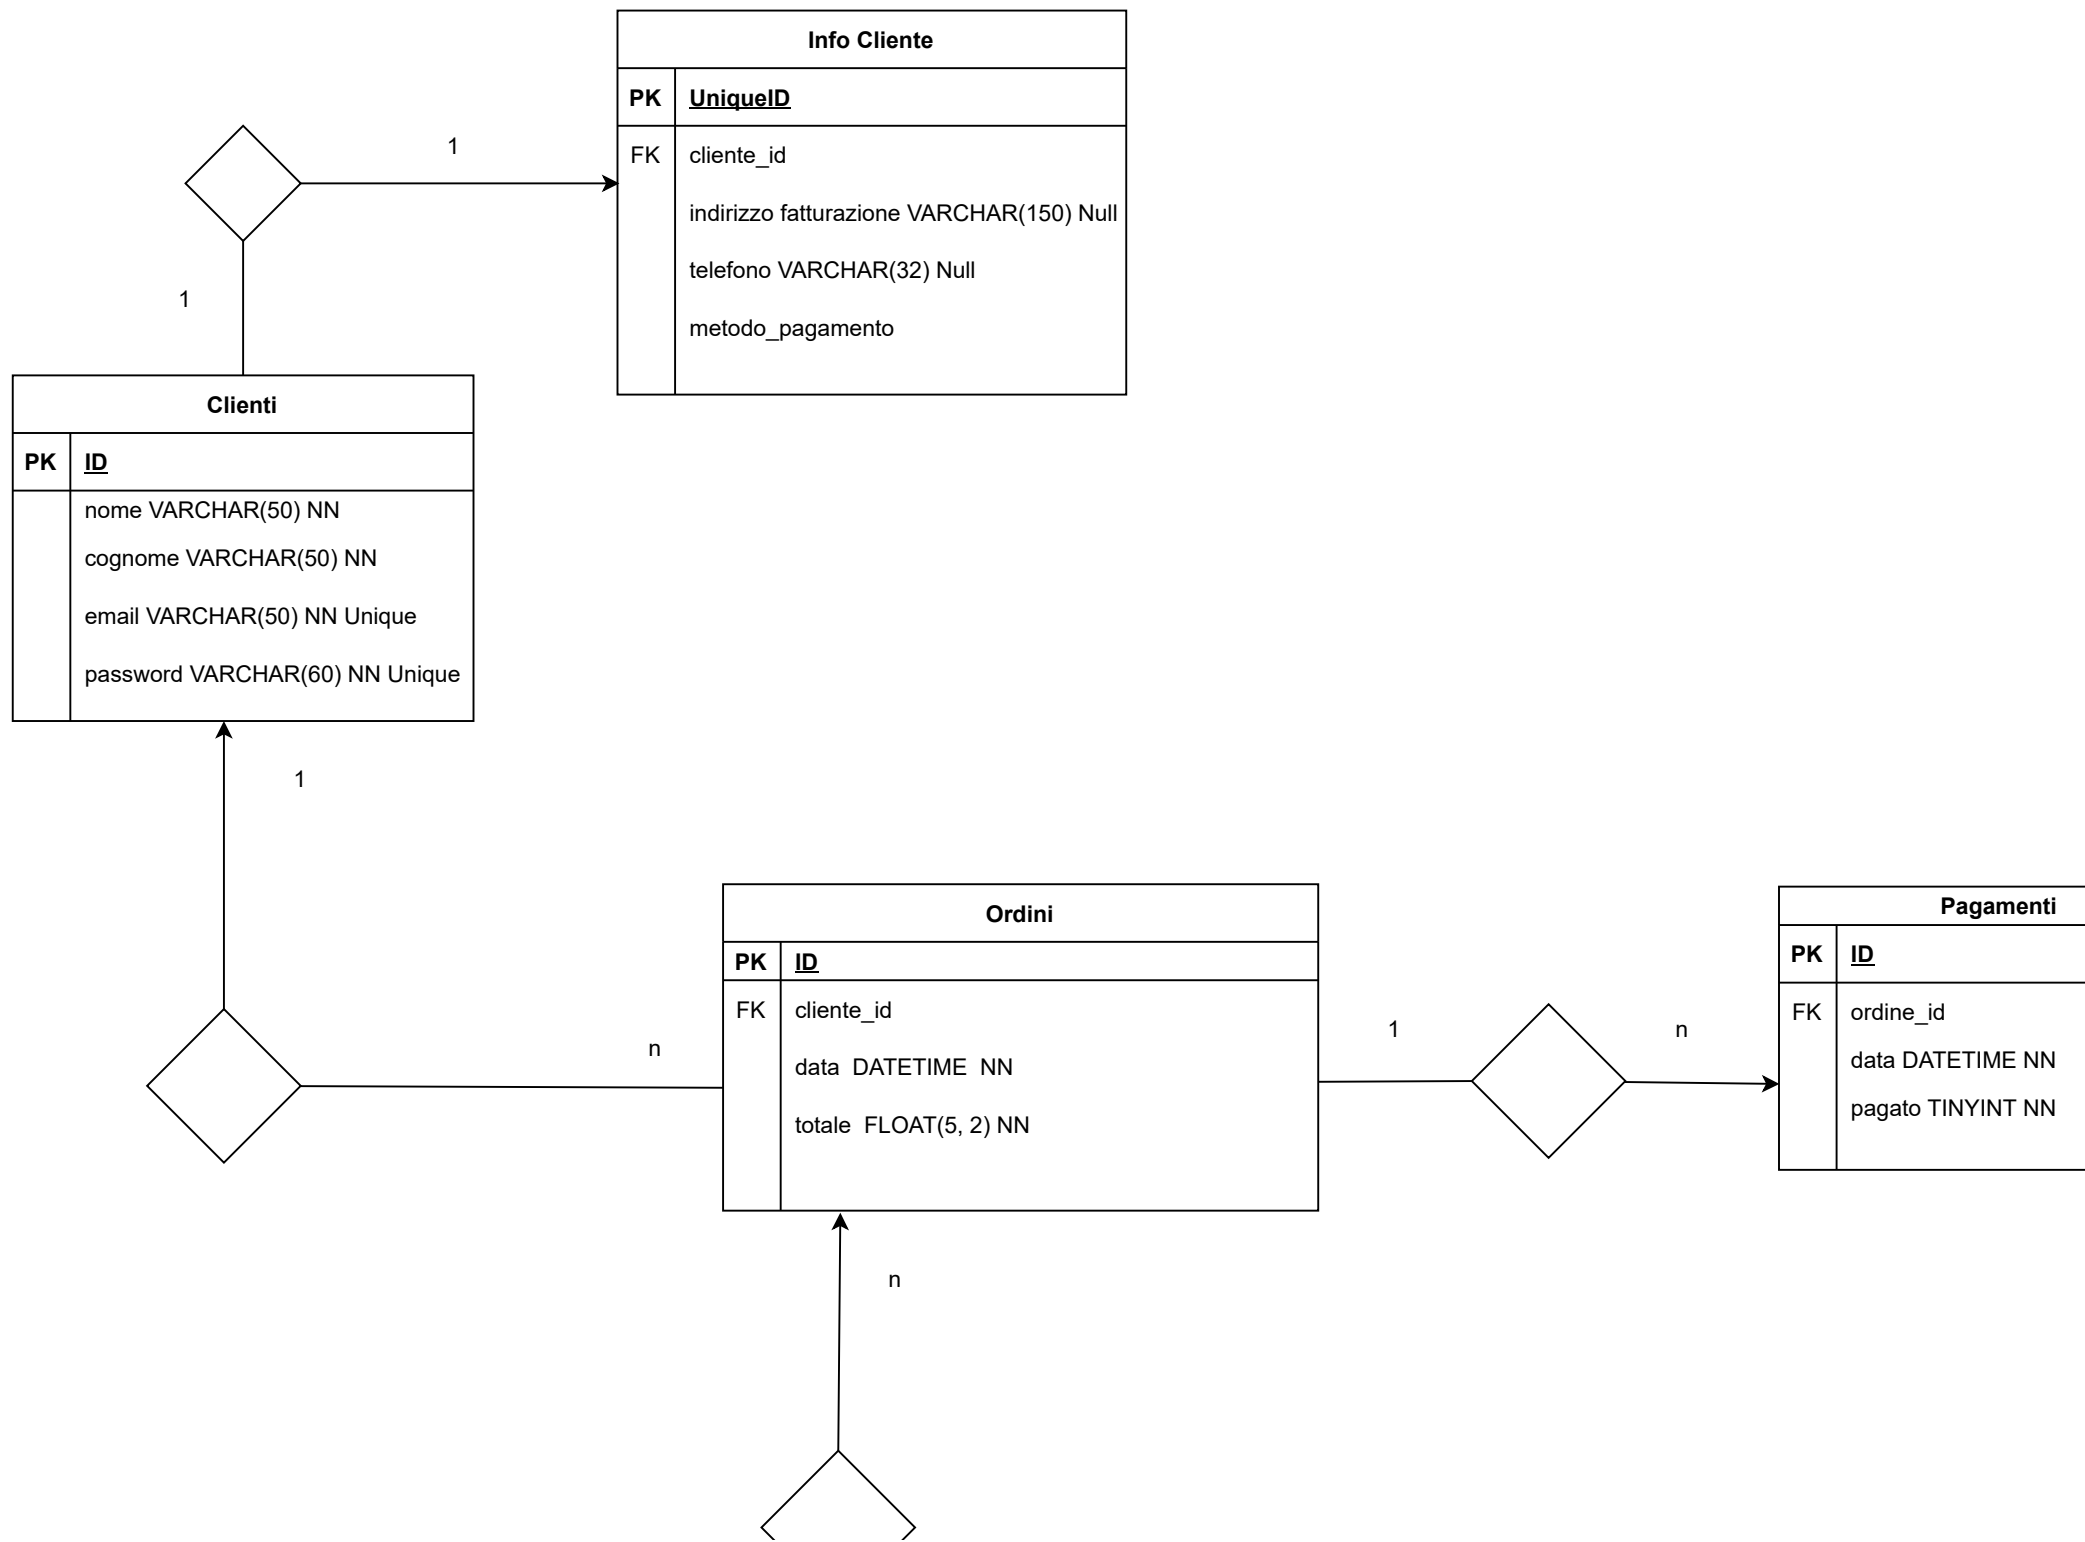 Info Cliente
PK UniqueID
FK cliente_id
indirizzo fatturazione VARCHAR(150) Null
telefono VARCHAR(32) Null
metodo_pagamento
1
1
Clienti
PK ID
nome VARCHAR(50) NN
cognome VARCHAR(50) NN
email VARCHAR(50) NN Unique
password VARCHAR(60) NN Unique
1
n
Ordini
PK ID
FK cliente_id
data DATETIME NN
totale FLOAT(5, 2) NN
1
n
Pagamenti
PK ID
FK ordine_id
data DATETIME NN
pagato TINYINT NN
n